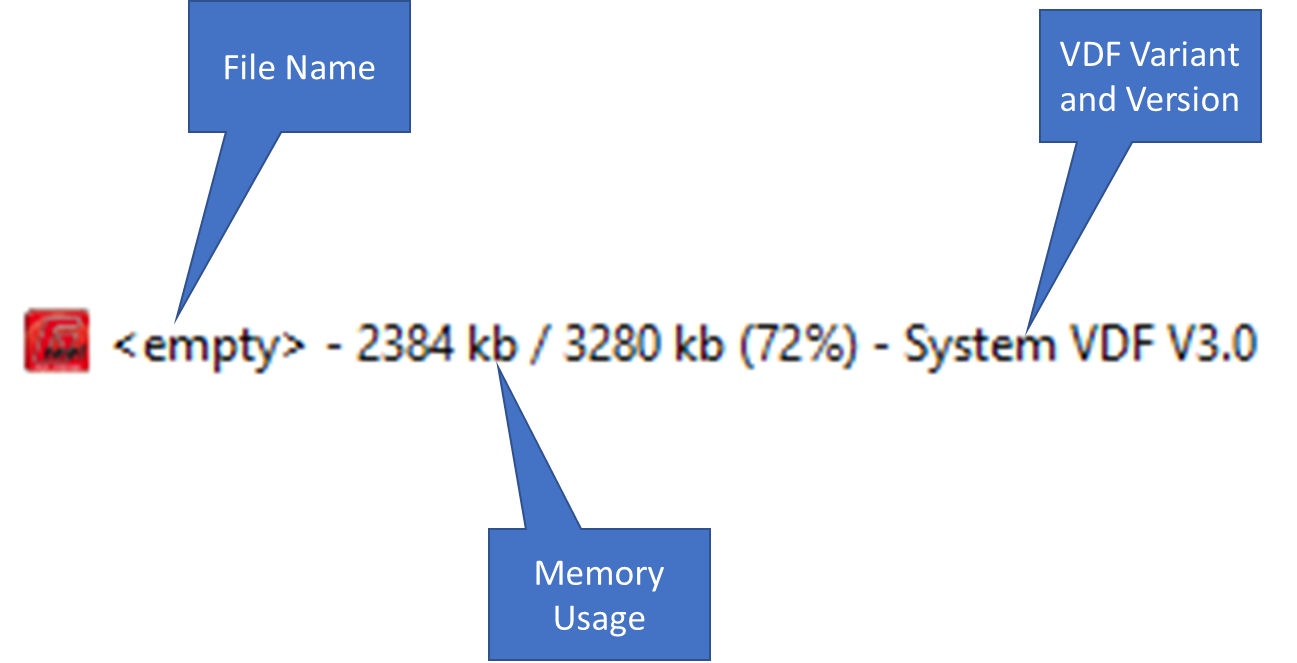 File Name
VDF Variant
and Version
<empty> - 2384 kb / 3280 kb (72%) - System VDF V3.0
Memory
Usage